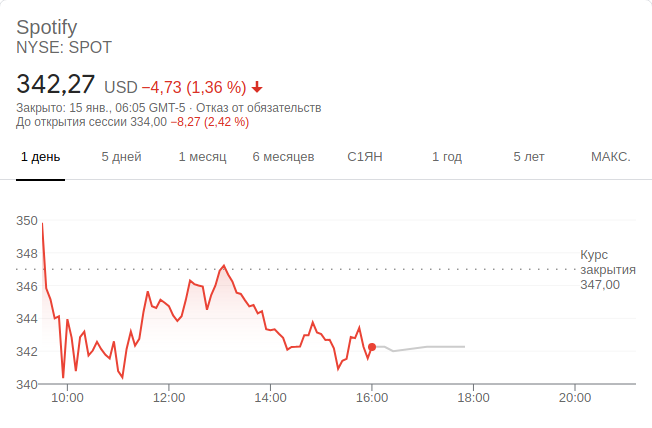 Spotify
NYSE: SPOT
342,27 USD −4,73 (1,36 %)
Закрыто: 15 янв., 06:05 GMT-5 · Отказ от обязательств
До открытия сессии 334,00 −8,27 (2,42 %)
1 день 5 дней 1 месяц 6 месяцев С1ЯН 1 год 5 лет МАКС.
350
348
346
344
342
340
Курс
закрытия
347,00
10:00 12:00 14:00 16:00 18:00 20:00